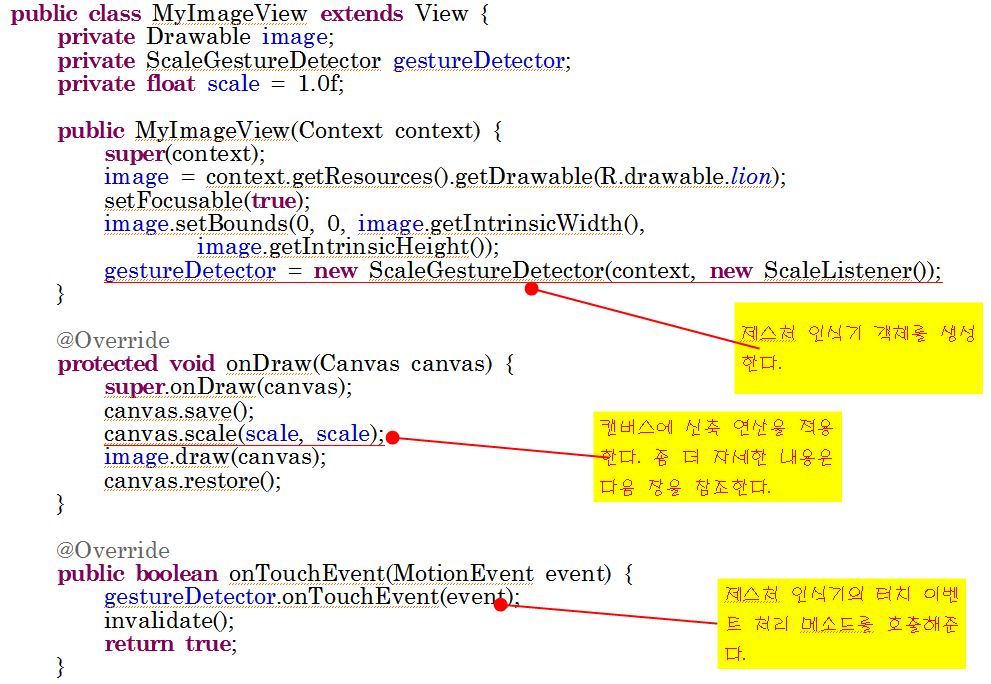 public class MyImageView extends View {
private Drawable image;
private ScaleGestureDetector gestureDetector;
private float scale = 1.0f;
public MyImageView(Context context) {
super(context);
image = context.getResources().getDrawable(R.drawable.lion);
setFocusable(true);
image.setBounds(0, 0, image.getIntrinsicWidth(),
image.getIntrinsicHeight());
gestureDetector = new ScaleGestureDetector(context, new ScaleListener());
}
제스처 인식기 객체를 생성
한다.
@Override
protected void onDraw(Canvas canvas) {
super.onDraw(canvas);
canvas.save();
canvas.scale(scale, scale);
image.draw(canvas);
canvas.restore();
}
캔버스에 신축 연산을 적용
한다. 좀 더 자세한 내용은
다음 장을 참조한다.
@Override
public boolean onTouchEvent(MotionEvent event) {
gestureDetector.onTouchEvent(event);
invalidate();
return true;
}
제스처 인식기의 터치 이벤
트 처리 메소드를 호출해준
다.